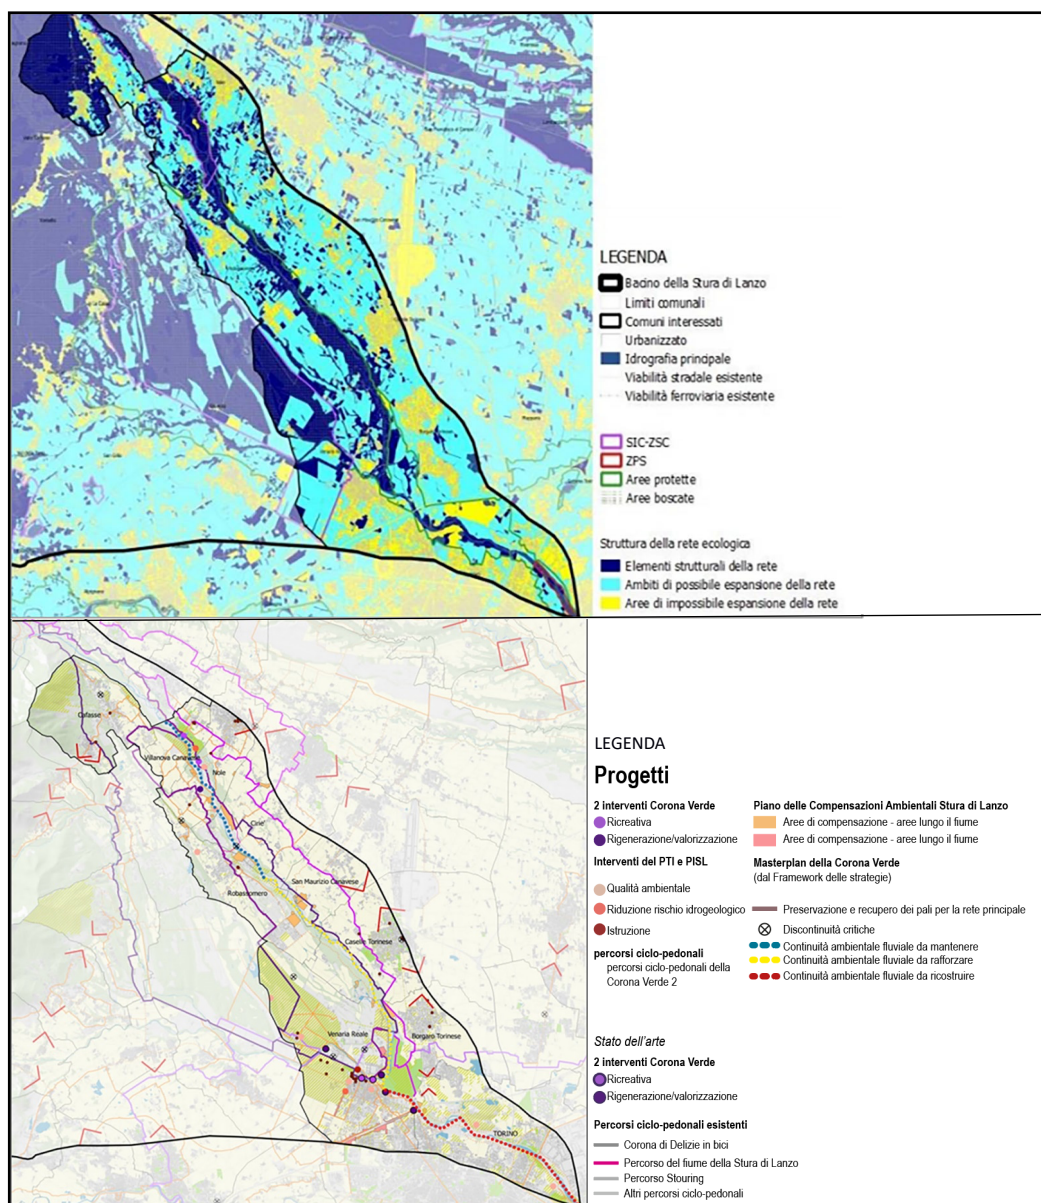 LEGENDA
Bacino della Stura di Lanzo
Limiti comunali
Comuni interessati
Urbanizzato
Idrografia principale
Viabilità stradale esistente
Viabilità ferroviaria esistente
SIC-ZSC
ZPS
Aree protette
Aree boscate
Struttura della rete ecologica
Elementi strutturali della rete
Ambiti di possibile espansione della rete
Aree di impossibile espansione della rete
Cafasse
Villanova Canavese
Nole
Cirie'
San Maurizio Canavese
Robassomero
Caselle Torinese
Venaria Reale
Borgaro Torinese
TORINO
LEGENDA
Progetti
2 interventi Corona Verde
Ricreativa
Rigenerazione/valorizzazione
Interventi del PTI e PISL
Qualità ambientale
Riduzione rischio idrogeologico
Istruzione
percorsi ciclo-pedonali
percorsi ciclo-pedonali della
Corona Verde 2
Piano delle Compensazioni Ambientali Stura di Lanzo
Aree di compensazione - aree lungo il fiume
Aree di compensazione - aree lungo il fiume
Masterplan della Corona Verde
(dal Framework delle strategie)
Preservazione e recupero dei pali per la rete principale
Discontinuità critiche
Continuità ambientale fluviale da mantenere
Continuità ambientale fluviale da rafforzare
Continuità ambientale fluviale da ricostruire
Stato dell'arte
2 interventi Corona Verde
Ricreativa
Rigenerazione/valorizzazione
Percorsi ciclo-pedonali esistenti
Corona di Delizie in bici
Percorso del fiume della Stura di Lanzo
Percorso Stouring
Altri percorsi ciclo-pedonali